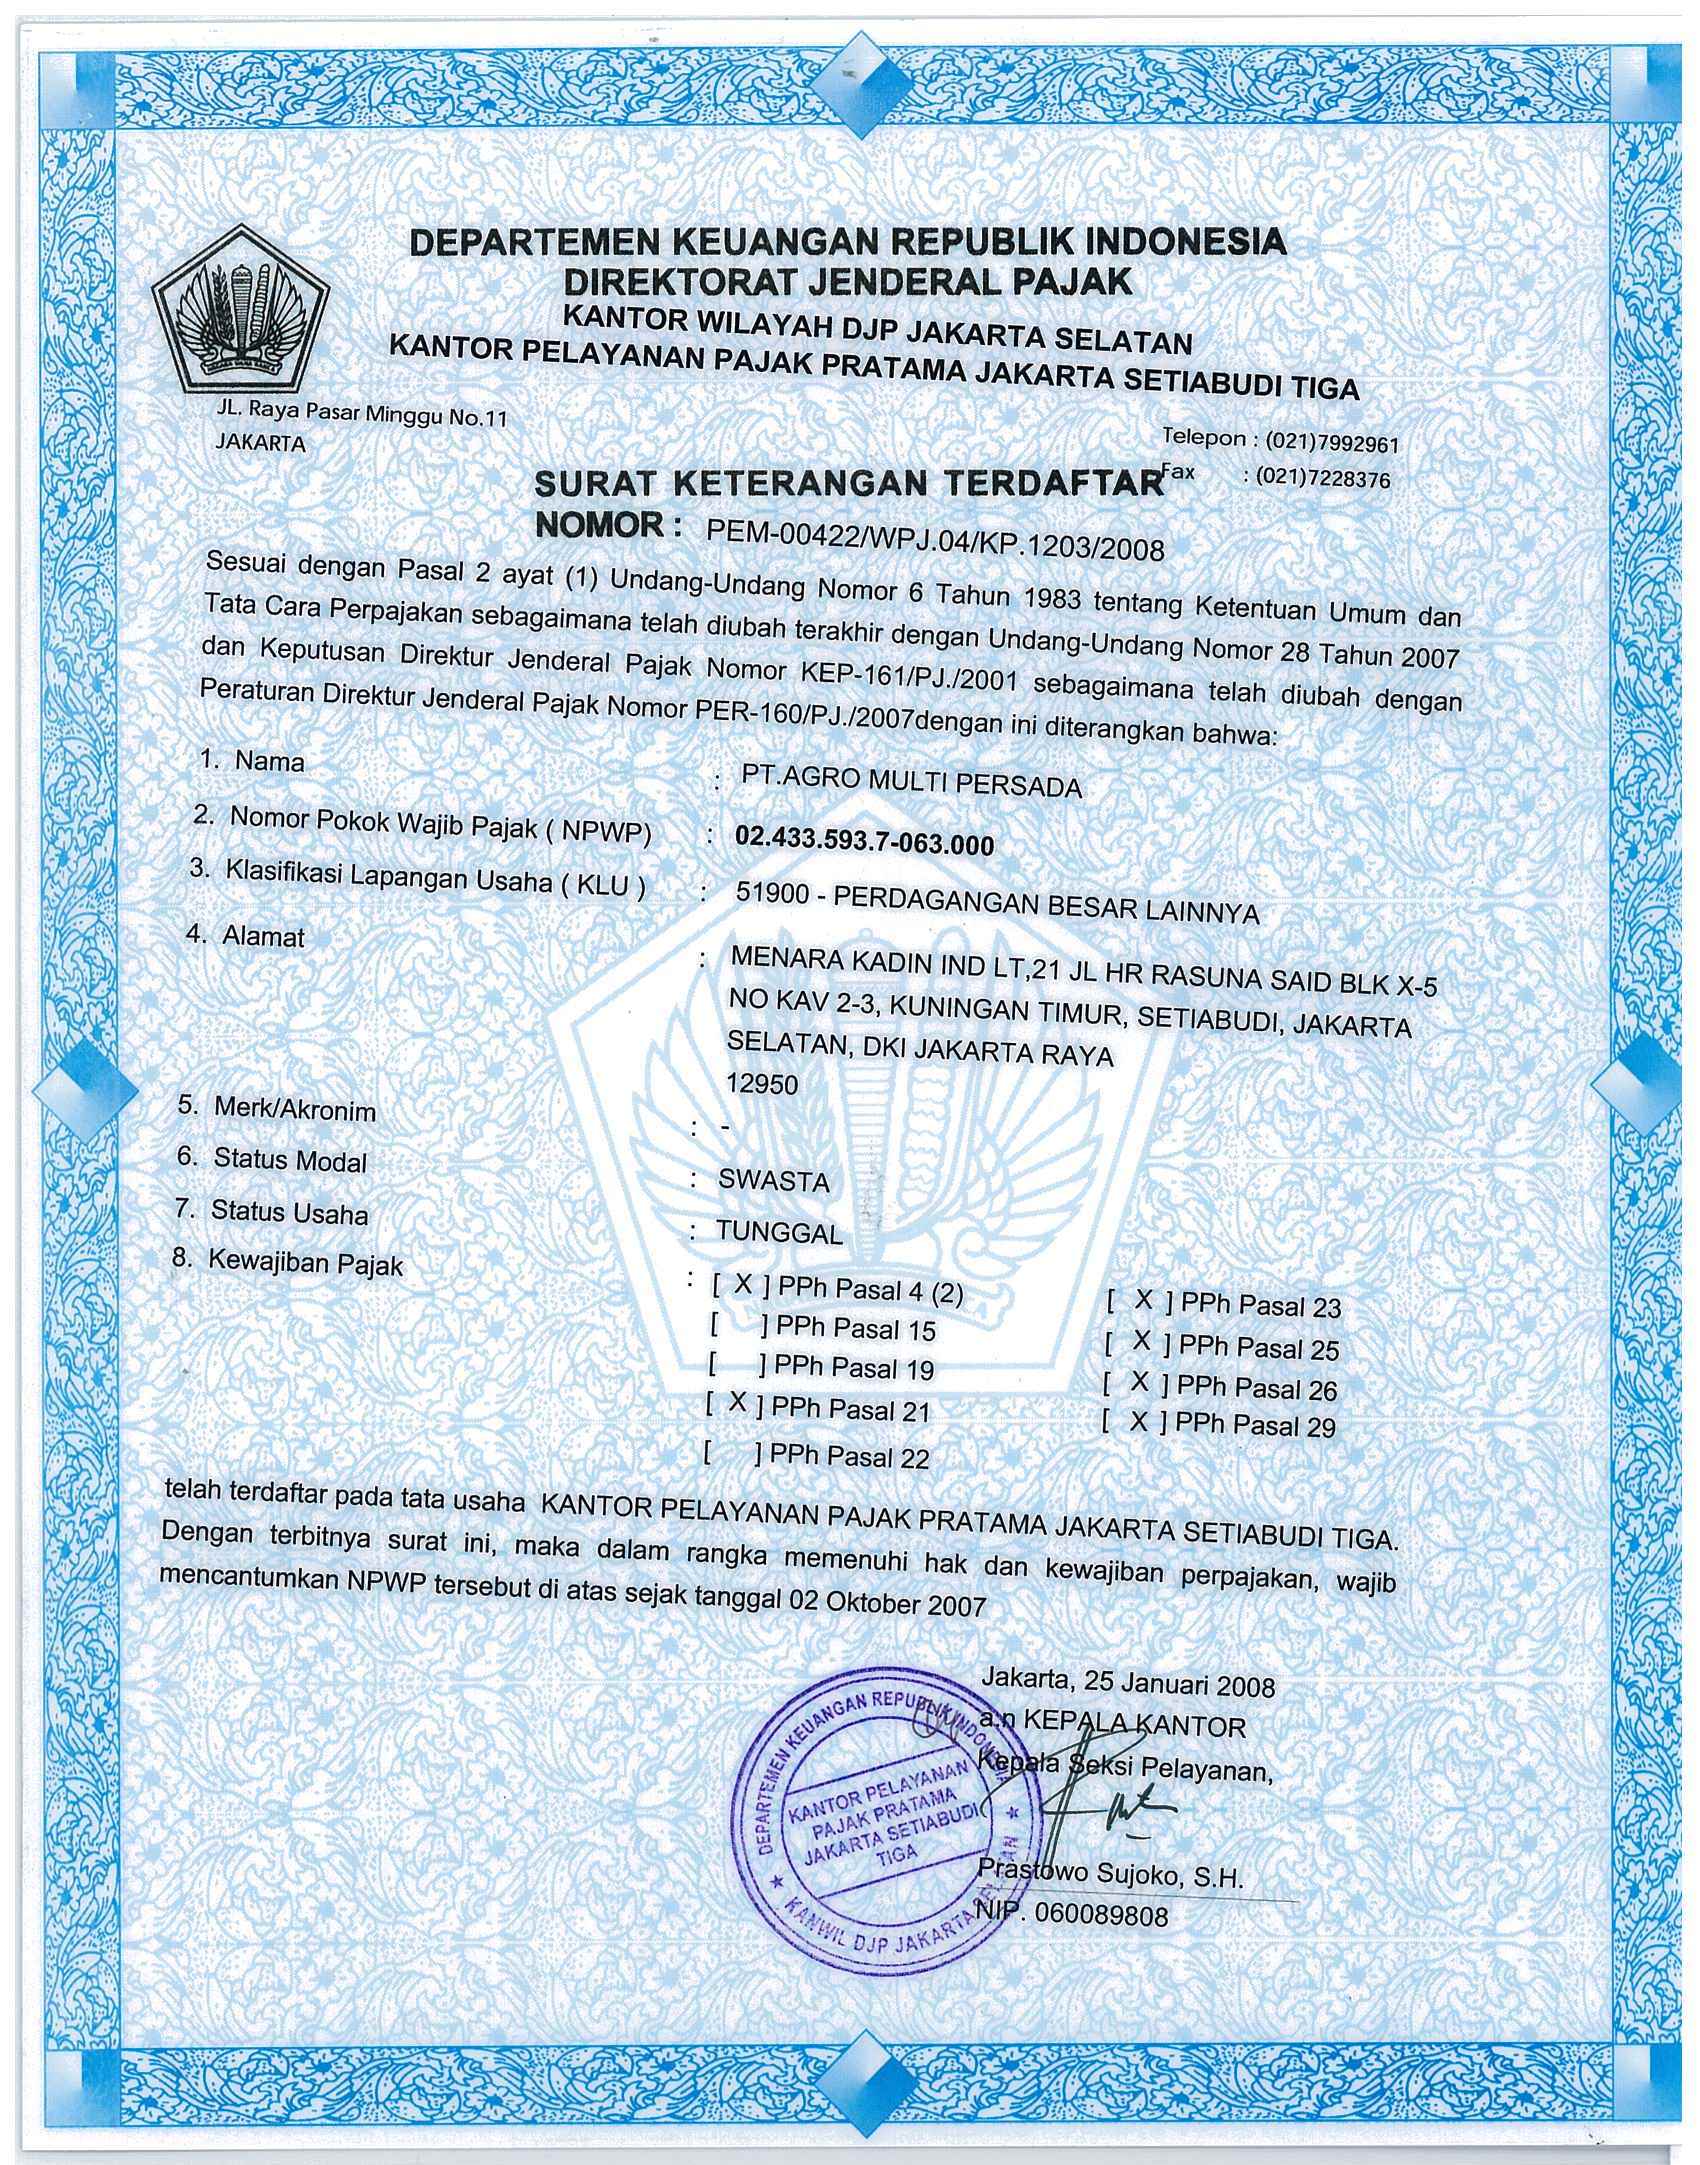 DEPARTEMEN KEUANGAN REPUBLIK INDONESIA
DIREKTORAT JENDERAL PAJAK
KANTOR WILAYAH DJP JAKARTA SELATAN
KANTOR PELAYANAN PAJAK PRATAMA JAKARTA SETIABUDI TIGA
JL. Raya Pasar Minggu No.11
JAKARTA
Telepon : (021)7992961
Fax : (021)7228376
SURAT KETERANGAN TERDAFTAR
NOMOR : PEM-00422/WPJ.04/KP.1203/2008
Sesuai dengan Pasal 2 ayat (1) Undang-Undang Nomor 6 Tahun 1983 tentang Ketentuan Umum dan
Tata Cara Perpajakan sebagaimana telah diubah terakhir dengan Undang-Undang Nomor 28 Tahun 2007
dan Keputusan Direktur Jenderal Pajak Nomor KEP-161/PJ./2001 sebagaimana telah diubah dengan
Peraturan Direktur Jenderal Pajak Nomor PER-160/PJ./2007dengan ini diterangkan bahwa:
1. Nama : PT.AGRO MULTI PERSADA
2. Nomor Pokok Wajib Pajak ( NPWP) : 02.433.593.7-063.000
3. Klasifikasi Lapangan Usaha ( KLU ) : 51900 - PERDAGANGAN BESAR LAINNYA
4. Alamat : MENARA KADIN IND LT,21 JL HR RASUNA SAID BLK X-5
NO KAV 2-3, KUNINGAN TIMUR, SETIABUDI, JAKARTA
SELATAN, DKI JAKARTA RAYA
12950
5. Merk/Akronim : -
6. Status Modal : SWASTA
7. Status Usaha : TUNGGAL
8. Kewajiban Pajak : [ X ] PPh Pasal 4 (2) [ X ] PPh Pasal 23
[ ] PPh Pasal 15 [ X ] PPh Pasal 25
[ ] PPh Pasal 19 [ X ] PPh Pasal 26
[ X ] PPh Pasal 21 [ X ] PPh Pasal 29
[ ] PPh Pasal 22
telah terdaftar pada tata usaha KANTOR PELAYANAN PAJAK PRATAMA JAKARTA SETIABUDI TIGA.
Dengan terbitnya surat ini, maka dalam rangka memenuhi hak dan kewajiban perpajakan, wajib
mencantumkan NPWP tersebut di atas sejak tanggal 02 Oktober 2007
Jakarta, 25 Januari 2008
a.n KEPALA KANTOR
Kepala Seksi Pelayanan,
Prastowo Sujoko, S.H.
NIP. 060089808
DEPARTEMEN KEUANGAN REPUBLIK INDONESIA
KANTOR PELAYANAN
PAJAK PRATAMA
JAKARTA SETIABUDI
TIGA
KANWIL DJP JAKARTA SELATAN